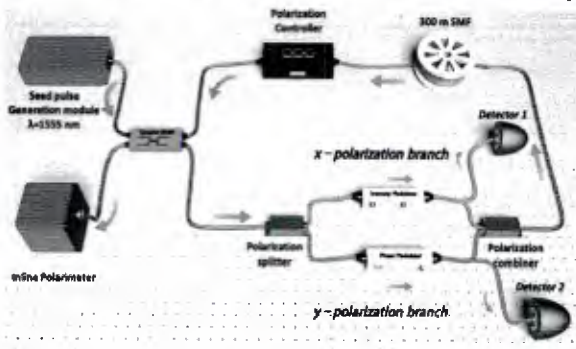 Polarization
Controller
300 m SMF
Seed pulse
Generation module
λ=1555 nm
Detector 1
x – polarization branch
Inline Polarimeter
Polarization
splitter
Polarization
combiner
y – polarization branch
Detector 2